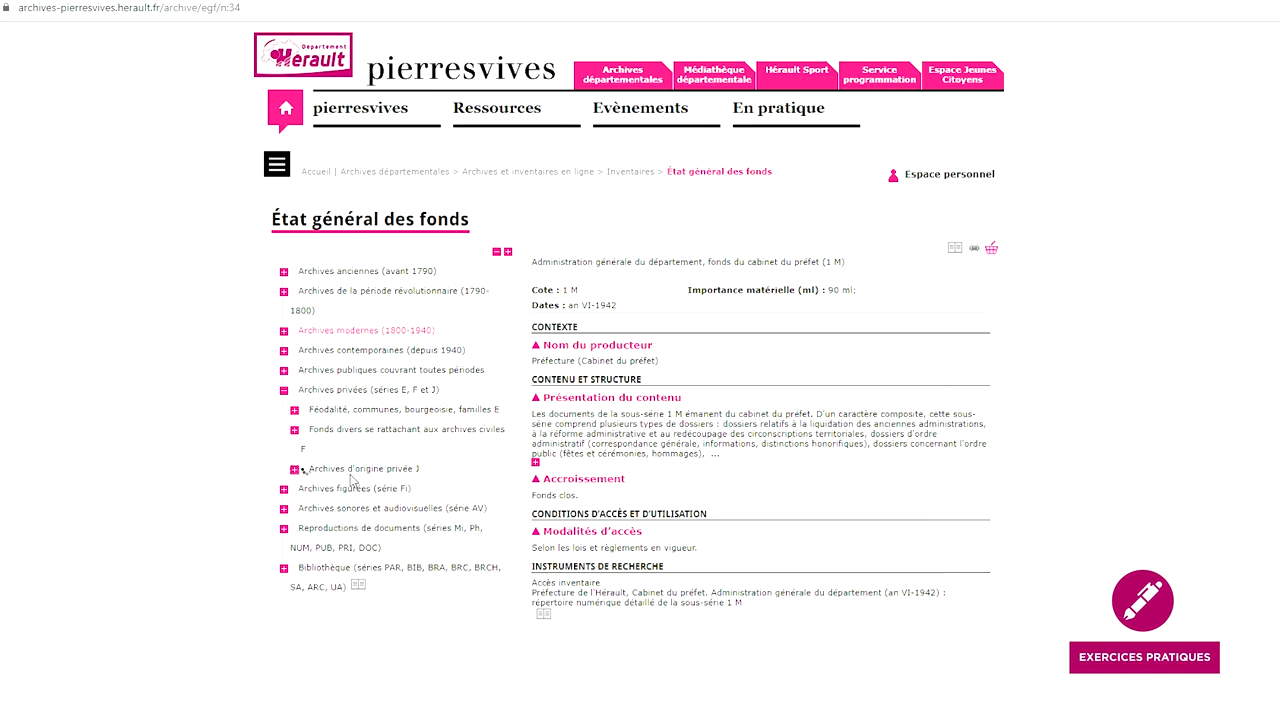 archives-pierresvives.herault.fr/archive/egf/n:34
Département
Hérault
pierresvives
Archives
départementales
Médiathèque
départementale
Hérault Sport
Service
programmation
Espace Jeunes
Citoyens
pierresvives
Ressources
Evènements
En pratique
Accueil | Archives départementales > Archives et inventaires en ligne > Inventaires > État général des fonds
Espace personnel
État général des fonds
Archives anciennes (avant 1790)
Archives de la période révolutionnaire (1790-
1800)
Archives modernes (1800-1940)
Archives contemporaines (depuis 1940)
Archives publiques couvrant toutes périodes
Archives privées (séries E, F et J)
Féodalité, communes, bourgeoisie, familles E
Fonds divers se rattachant aux archives civiles
F
Archives d'origine privée J
Archives figurées (série Fi)
Archives sonores et audiovisuelles (série AV)
Reproductions de documents (séries Mi, Ph,
NUM, PUB, PRI, DOC)
Bibliothèque (séries PAR, BIB, BRA, BRC, BRCH,
SA, ARC, UA)
Administration générale du département, fonds du cabinet du préfet (1 M)
Cote : 1 M
Importance matérielle (ml) : 90 ml;
Dates : an VI-1942
CONTEXTE
Nom du producteur
Préfecture (Cabinet du préfet)
CONTENU ET STRUCTURE
Présentation du contenu
Les documents de la sous-série 1 M émanent du cabinet du préfet. D'un caractère composite, cette sous-
série comprend plusieurs types de dossiers : dossiers relatifs à la liquidation des anciennes administrations,
à la réforme administrative et au redécoupage des circonscriptions territoriales, dossiers d'ordre
administratif (correspondance générale, informations, distinctions honorifiques), dossiers concernant l'ordre
public (fêtes et cérémonies, hommages), ...
Accroissement
Fonds clos.
CONDITIONS D'ACCÈS ET D'UTILISATION
Modalités d'accès
Selon les lois et règlements en vigueur.
INSTRUMENTS DE RECHERCHE
Accès inventaire
Préfecture de l'Hérault, Cabinet du préfet. Administration générale du département (an VI-1942) :
répertoire numérique détaillé de la sous-série 1 M
EXERCICES PRATIQUES